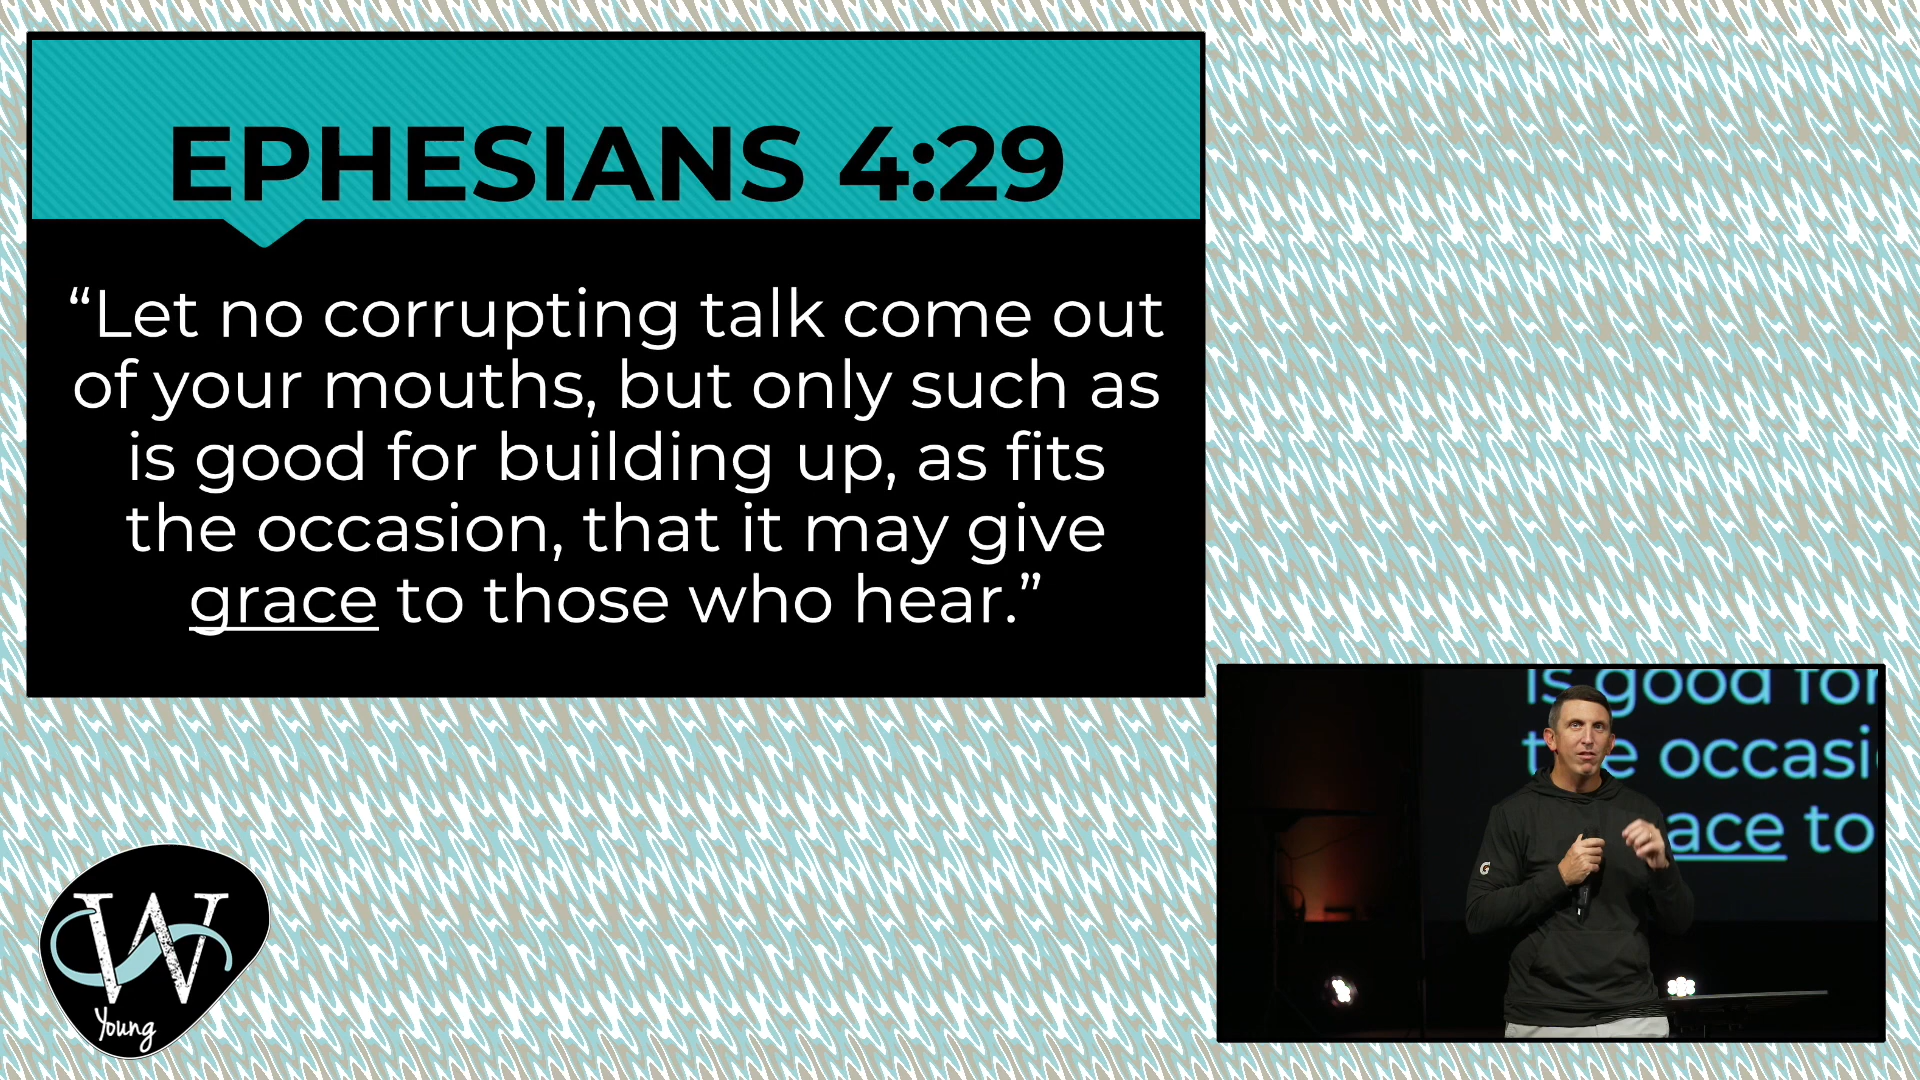 EPHESIANS 4:29
“Let no corrupting talk come out
of your mouths, but only such as
is good for building up, as fits
the occasion, that it may give
grace to those who hear.”
is good for
the occasi
ace to
G
W
Young